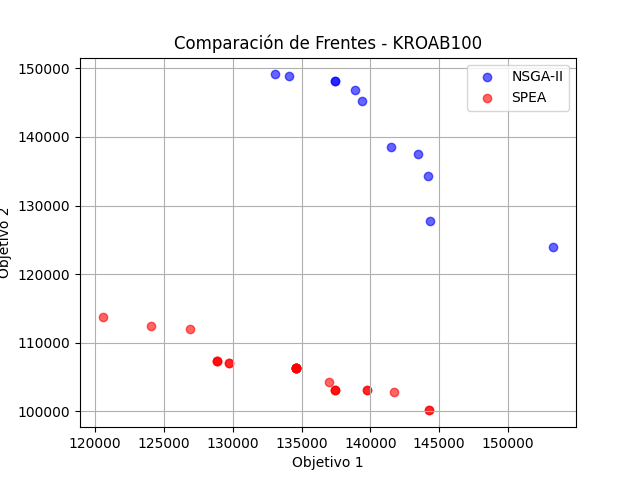 Comparación de Frentes - KROAB100
150000
140000
130000
120000
110000
100000
Objetivo 2
NSGA-II
SPEA
120000 125000 130000 135000 140000 145000 150000
Objetivo 1